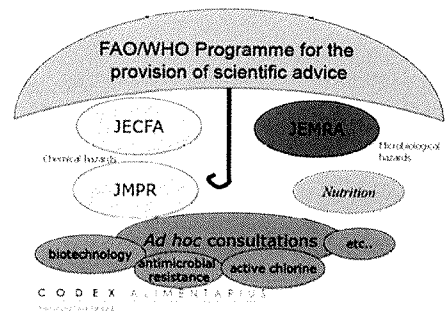 FAO/WHO Programme for the
provision of scientific advice
JECFA
JEMRA
Chemical hazards
Microbiological
hazards
JMPR
Nutrition
Ad hoc consultations
etc..
biotechnology
antimicrobial
resistance
active chlorine
CODEX ALIMENTARIUS